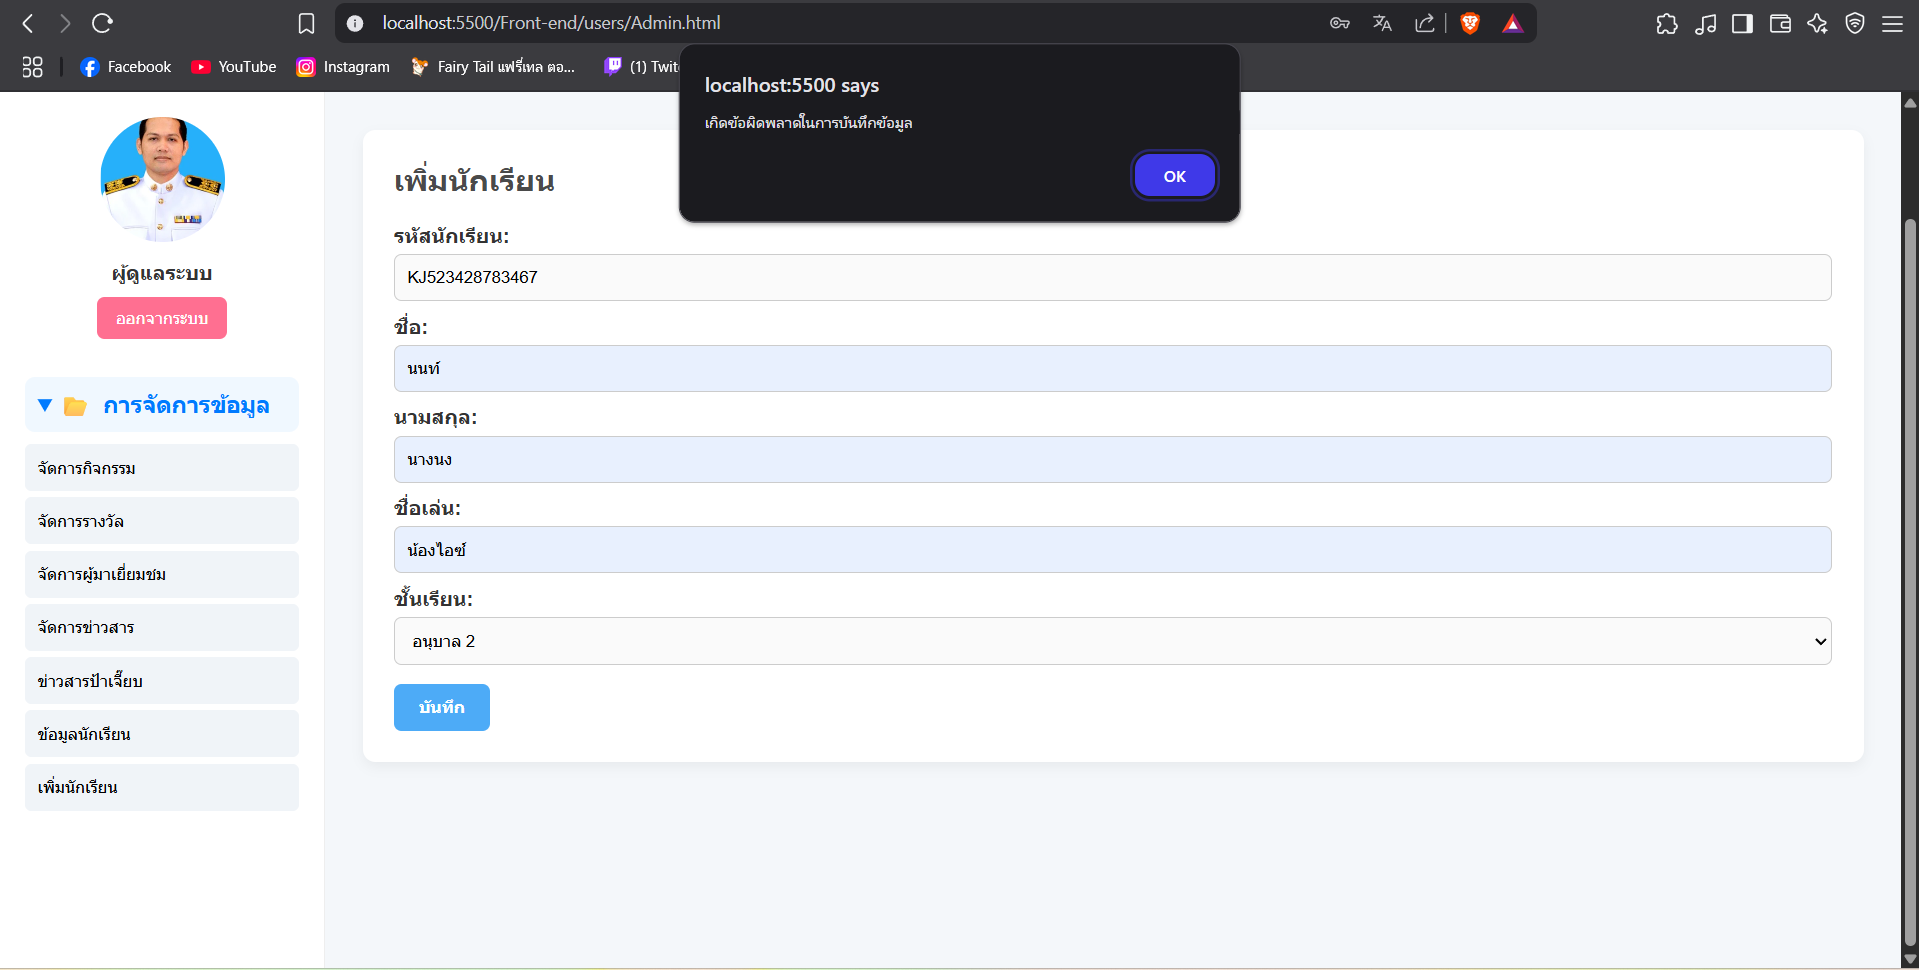 localhost:5500/Front-end/users/Admin.html
Facebook
YouTube
Instagram
Fairy Tail แฟรี่เทล ตอ...
(1) Twit
localhost:5500 says
เกิดข้อผิดพลาดในการบันทึกข้อมูล
OK
ผู้ดูแลระบบ
ออกจากระบบ
การจัดการข้อมูล
จัดการกิจกรรม
จัดการรางวัล
จัดการผู้มาเยี่ยมชม
จัดการข่าวสาร
ข่าวสารป้าเจี๊ยบ
ข้อมูลนักเรียน
เพิ่มนักเรียน
เพิ่มนักเรียน
รหัสนักเรียน:
KJ523428783467
ชื่อ:
นนท์
นามสกุล:
นางนง
ชื่อเล่น:
น้องไอซ์
ชั้นเรียน:
อนุบาล 2
บันทึก